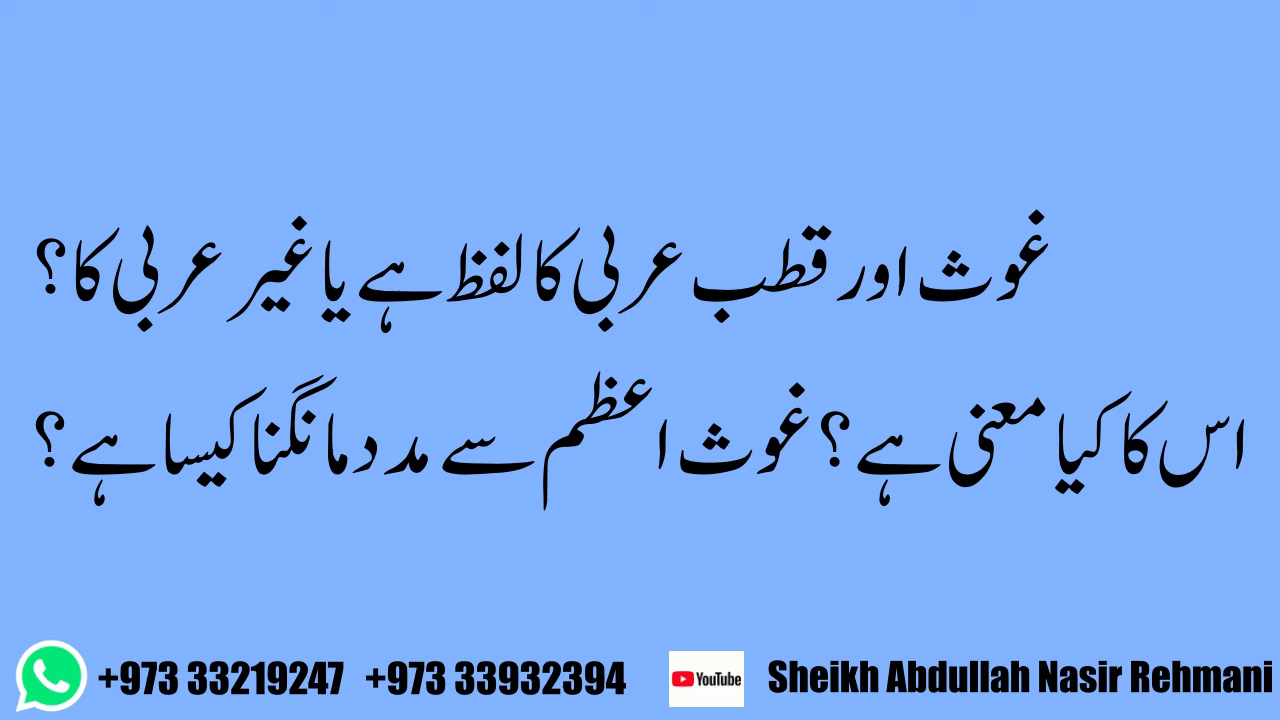 غوث اور قطب عربی کا لفظ ہے یا غیر عربی کا؟
اس کا کیا معنی ہے؟ غوث اعظم سے مدد مانگنا کیسا ہے؟
+973 33219247 +973 33932394 YouTube Sheikh Abdullah Nasir Rehmani